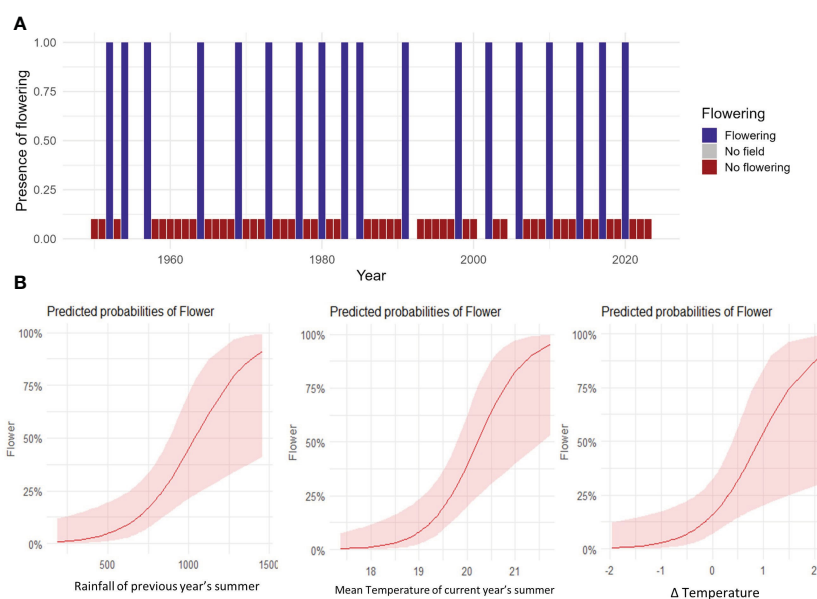 A
1.00
0.75
0.50
0.25
0.00
Presence of flowering
1960
1980
2000
2020
Year
Flowering
Flowering
No field
No flowering
B
Predicted probabilities of Flower
100%
75%
50%
25%
0%
Flower
500
750
1000
1250
1500
Rainfall of previous year's summer
Predicted probabilities of Flower
100%
75%
50%
25%
0%
Flower
18
19
20
21
Mean Temperature of current year's summer
Predicted probabilities of Flower
100%
75%
50%
25%
0%
Flower
-2
-1
0
1
2
Δ Temperature